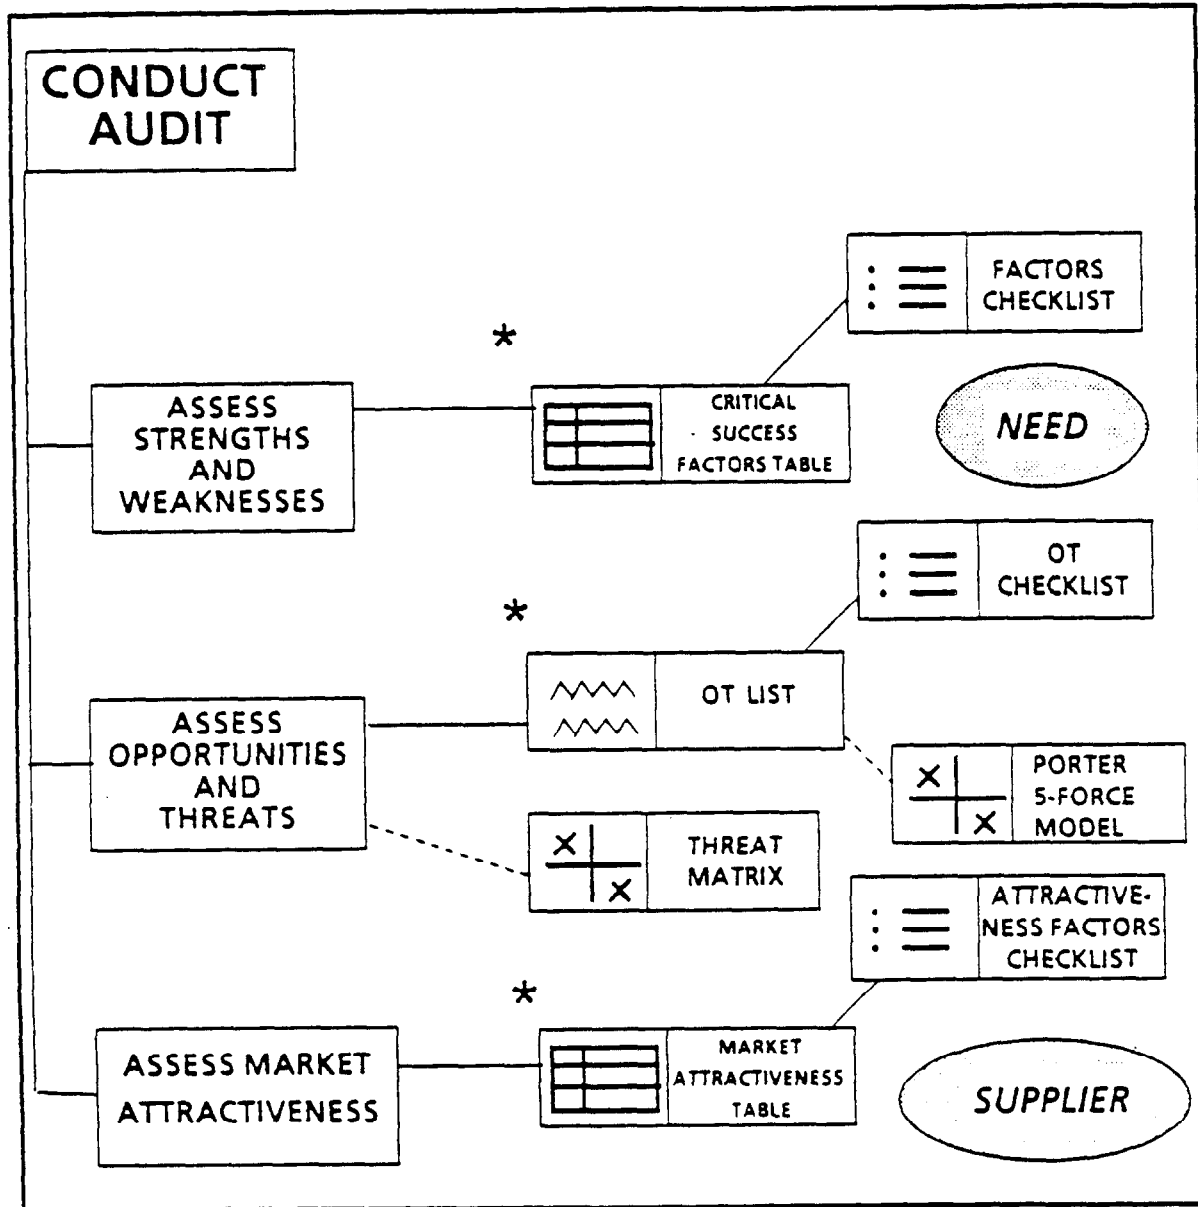 CONDUCT
AUDIT
FACTORS
CHECKLIST
*
ASSESS
STRENGTHS
AND
WEAKNESSES
CRITICAL
SUCCESS
FACTORS TABLE
NEED
OT
CHECKLIST
*
OT LIST
ASSESS
OPPORTUNITIES
AND
THREATS
PORTER
5-FORCE
MODEL
THREAT
MATRIX
ATTRACTIVE-
NESS FACTORS
CHECKLIST
*
ASSESS MARKET
ATTRACTIVENESS
MARKET
ATTRACTIVENESS
TABLE
SUPPLIER